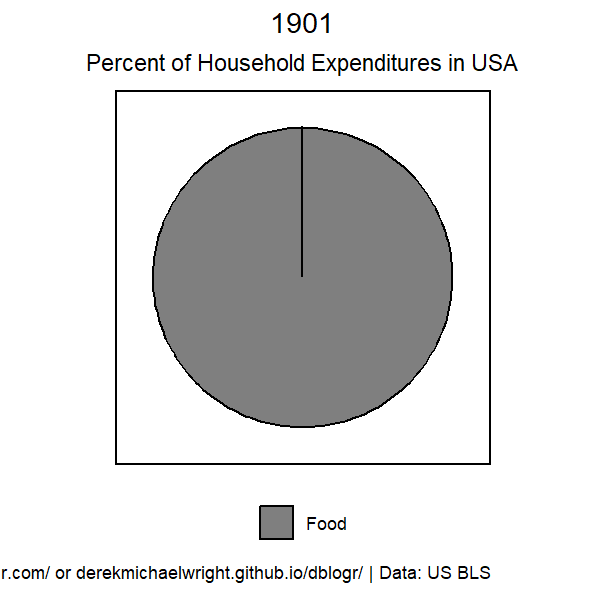 1901
Percent of Household Expenditures in USA
Food
r.com/ or derekmichaelwright.github.io/dblogr/ | Data: US BLS